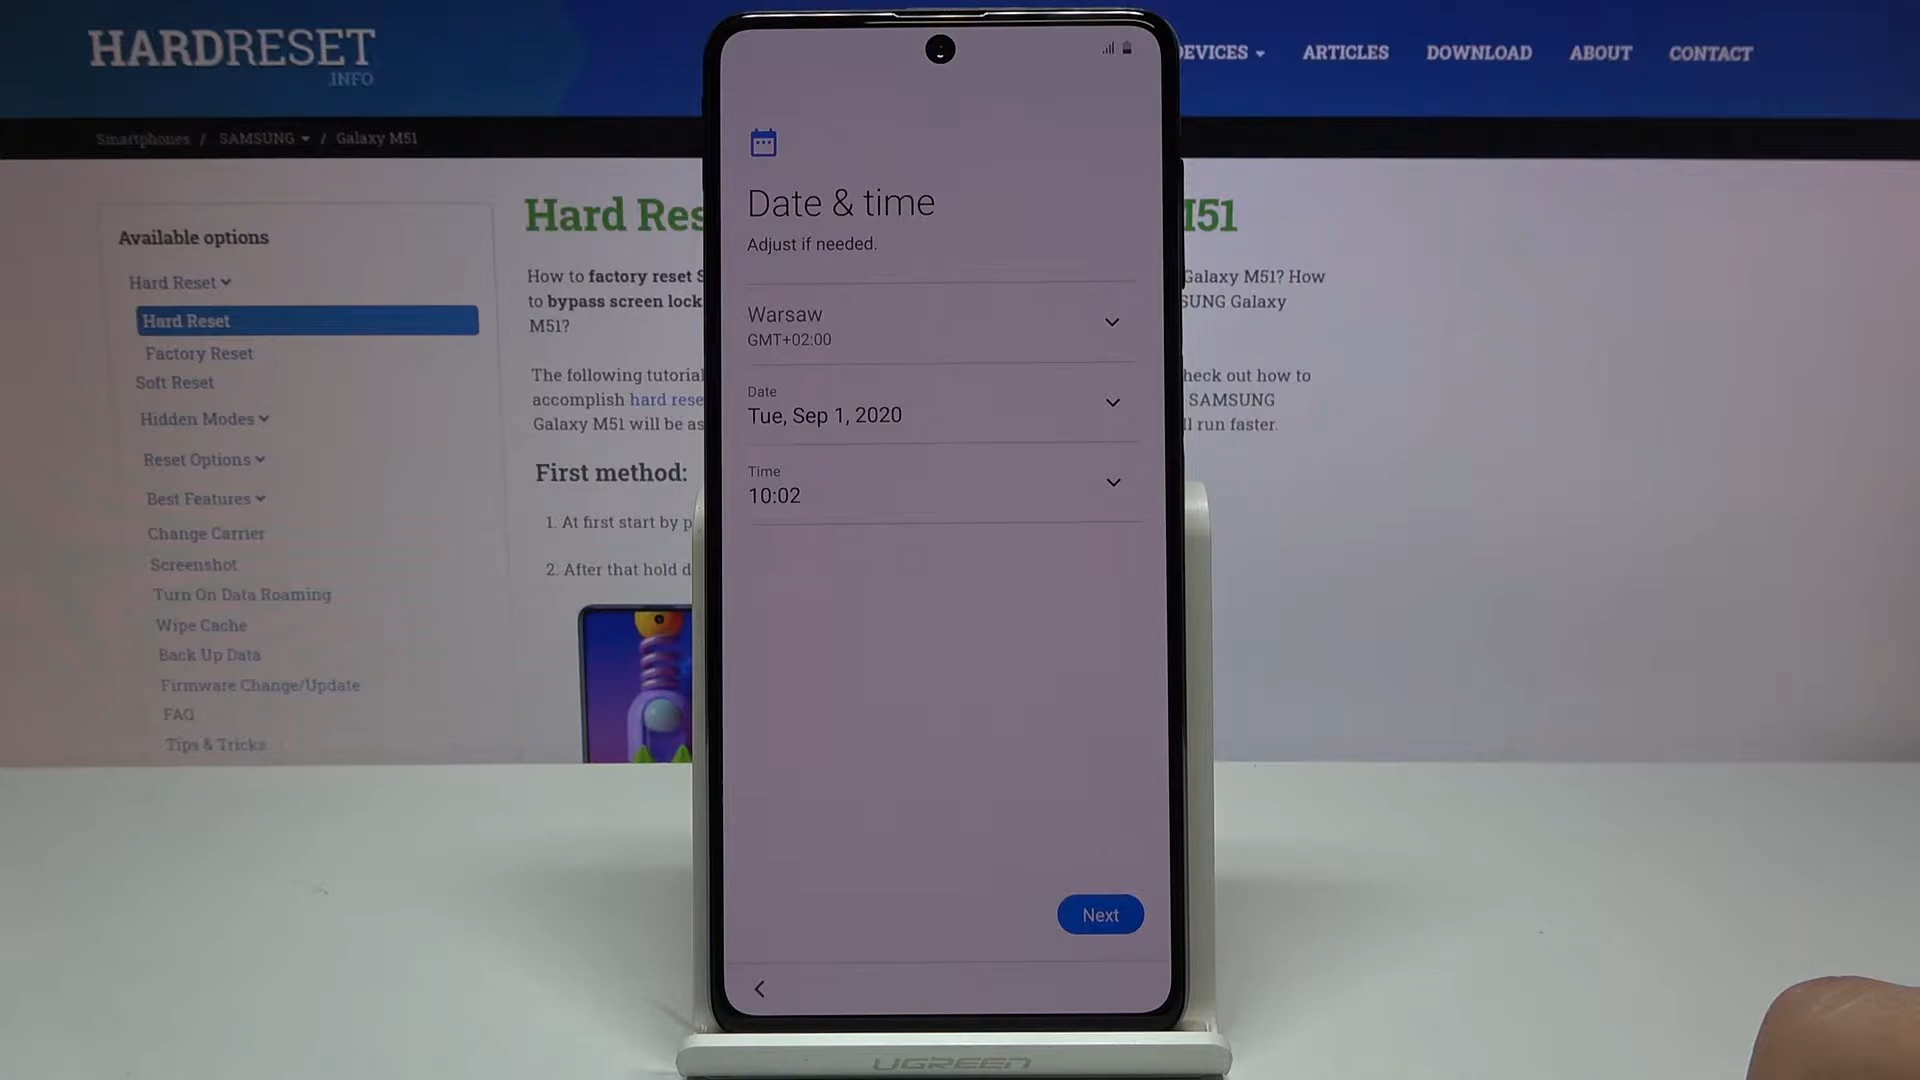 HARDRESET
.INFO
DEVICES
ARTICLES
DOWNLOAD
ABOUT
CONTACT
Smartphones / SAMSUNG / Galaxy M51
Available options
Hard Reset
Hard Reset
Factory Reset
Soft Reset
Hidden Modes
Reset Options
Best Features
Change Carrier
Screenshot
Turn On Data Roaming
Wipe Cache
Back Up Data
Firmware Change/Update
FAQ
Tips & Tricks
Hard Res
M51
How to factory reset S
Galaxy M51? How
to bypass screen lock
SUNG Galaxy
M51?
The following tutorial
heck out how to
accomplish hard rese
SAMSUNG
Galaxy M51 will be as
ll run faster.
First method:
1. At first start by p
2. After that hold d
Date & time
Adjust if needed.
Warsaw
GMT+02:00
Date
Tue, Sep 1, 2020
Time
10:02
Next
UGREEN